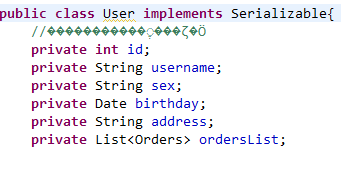 public class User implements Serializable{
//�����������ָ���ζ�Ӧ
private int id;
private String username;
private String sex;
private Date birthday;
private String address;
private List<Orders> ordersList;